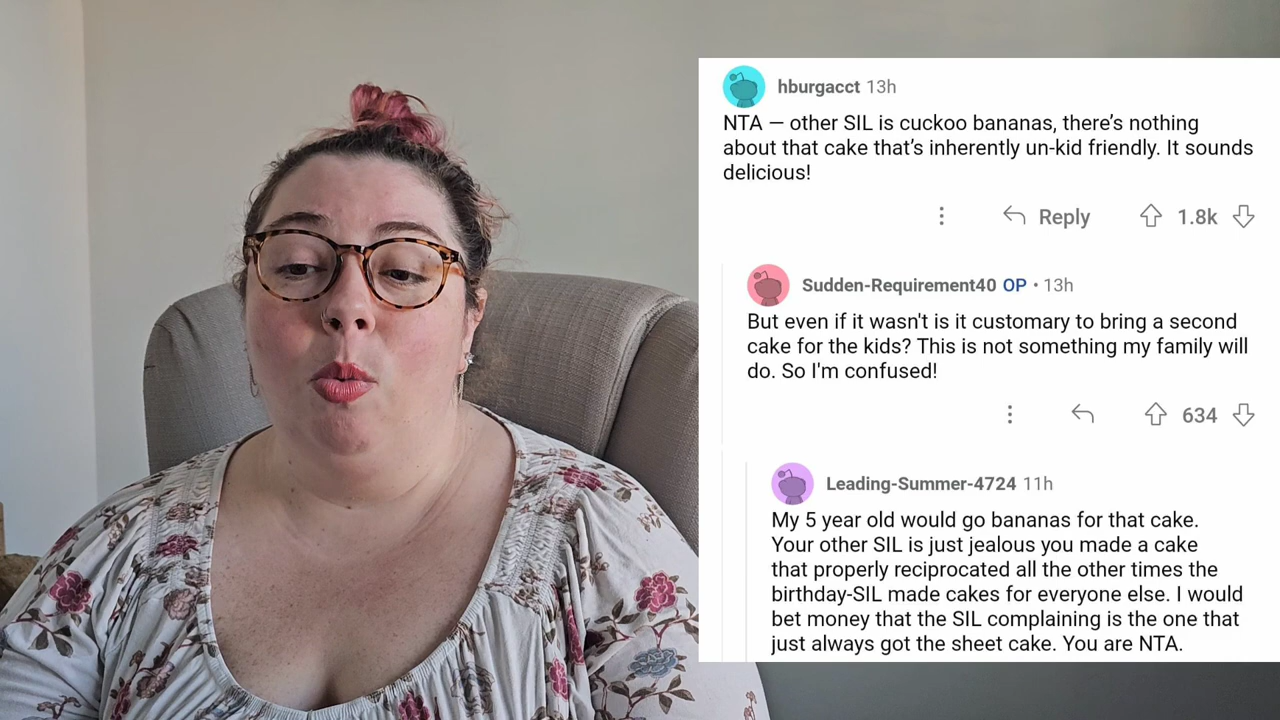 hburgacct 13h
NTA — other SIL is cuckoo bananas, there's nothing
about that cake that's inherently un-kid friendly. It sounds
delicious!
Reply 1.8k
Sudden-Requirement40 OP • 13h
But even if it wasn't is it customary to bring a second
cake for the kids? This is not something my family will
do. So I'm confused!
634
Leading-Summer-4724 11h
My 5 year old would go bananas for that cake.
Your other SIL is just jealous you made a cake
that properly reciprocated all the other times the
birthday-SIL made cakes for everyone else. I would
bet money that the SIL complaining is the one that
just always got the sheet cake. You are NTA.